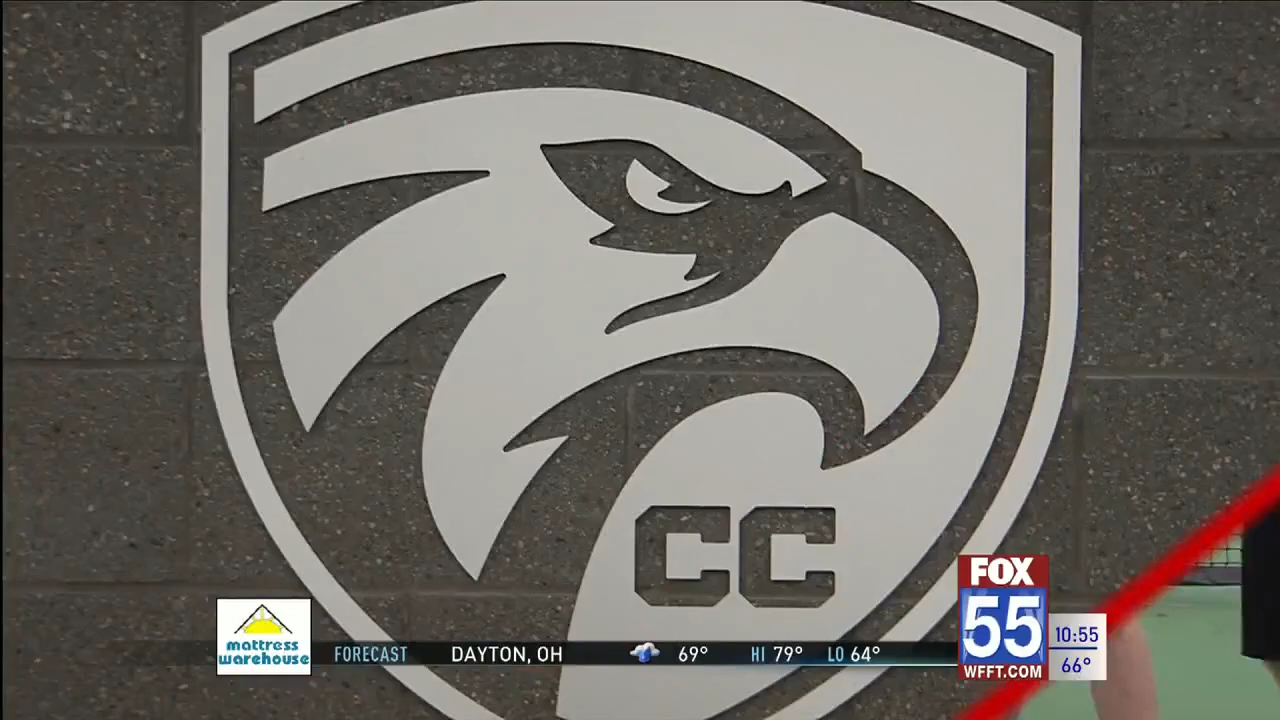 CC
mattress
warehouse
FORECAST DAYTON, OH 69° HI 79° LO 64°
FOX
55
WFFT.COM
10:55
66°